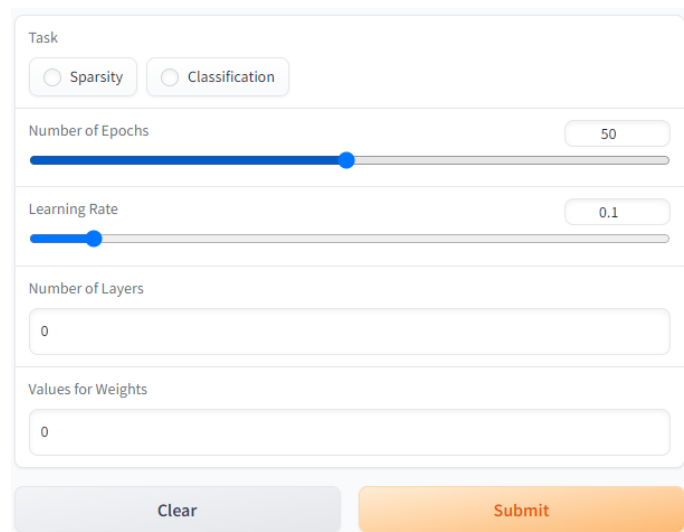 Task
Sparsity Classification
Number of Epochs 50
Learning Rate 0.1
Number of Layers
0
Values for Weights
0
Clear Submit